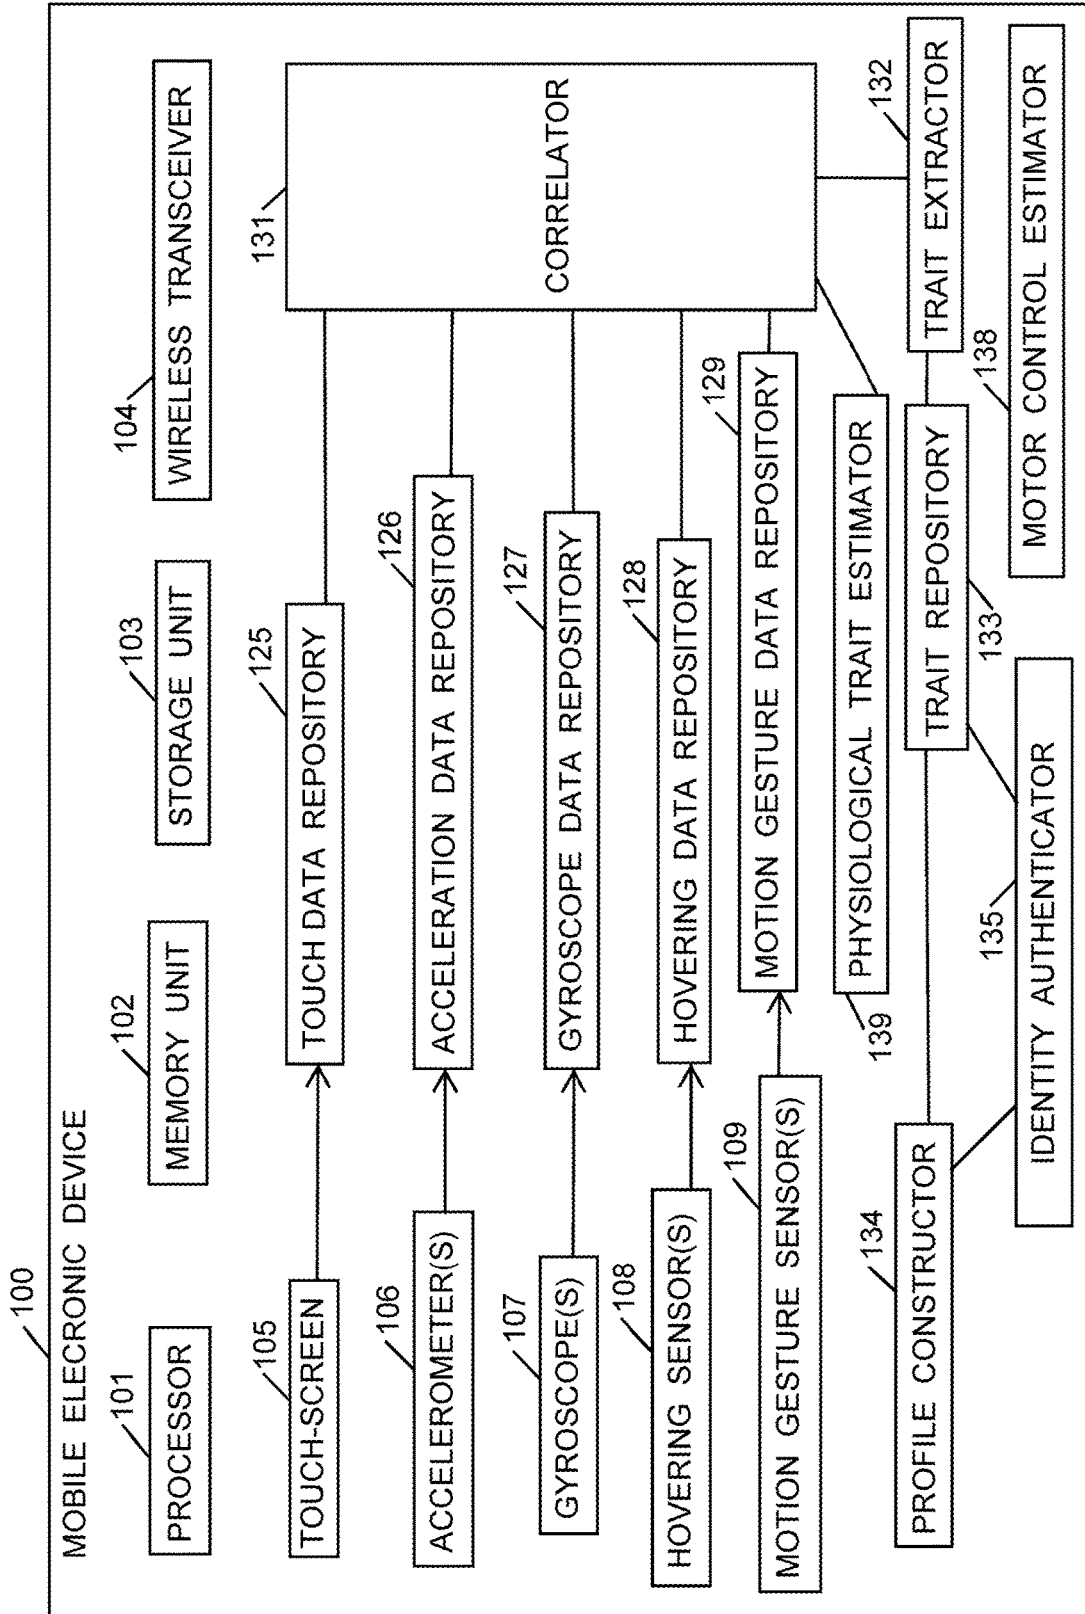 100
MOBILE ELECRONIC DEVICE
101
PROCESSOR
102
MEMORY UNIT
103
STORAGE UNIT
104
WIRELESS TRANSCEIVER
105
TOUCH-SCREEN
125
TOUCH DATA REPOSITORY
131
CORRELATOR
106
ACCELEROMETER(S)
126
ACCELERATION DATA REPOSITORY
107
GYROSCOPE(S)
127
GYROSCOPE DATA REPOSITORY
108
HOVERING SENSOR(S)
128
HOVERING DATA REPOSITORY
109
MOTION GESTURE SENSOR(S)
129
MOTION GESTURE DATA REPOSITORY
139
PHYSIOLOGICAL TRAIT ESTIMATOR
132
134
PROFILE CONSTRUCTOR
TRAIT REPOSITORY
133
TRAIT EXTRACTOR
135
IDENTITY AUTHENTICATOR
138
MOTOR CONTROL ESTIMATOR